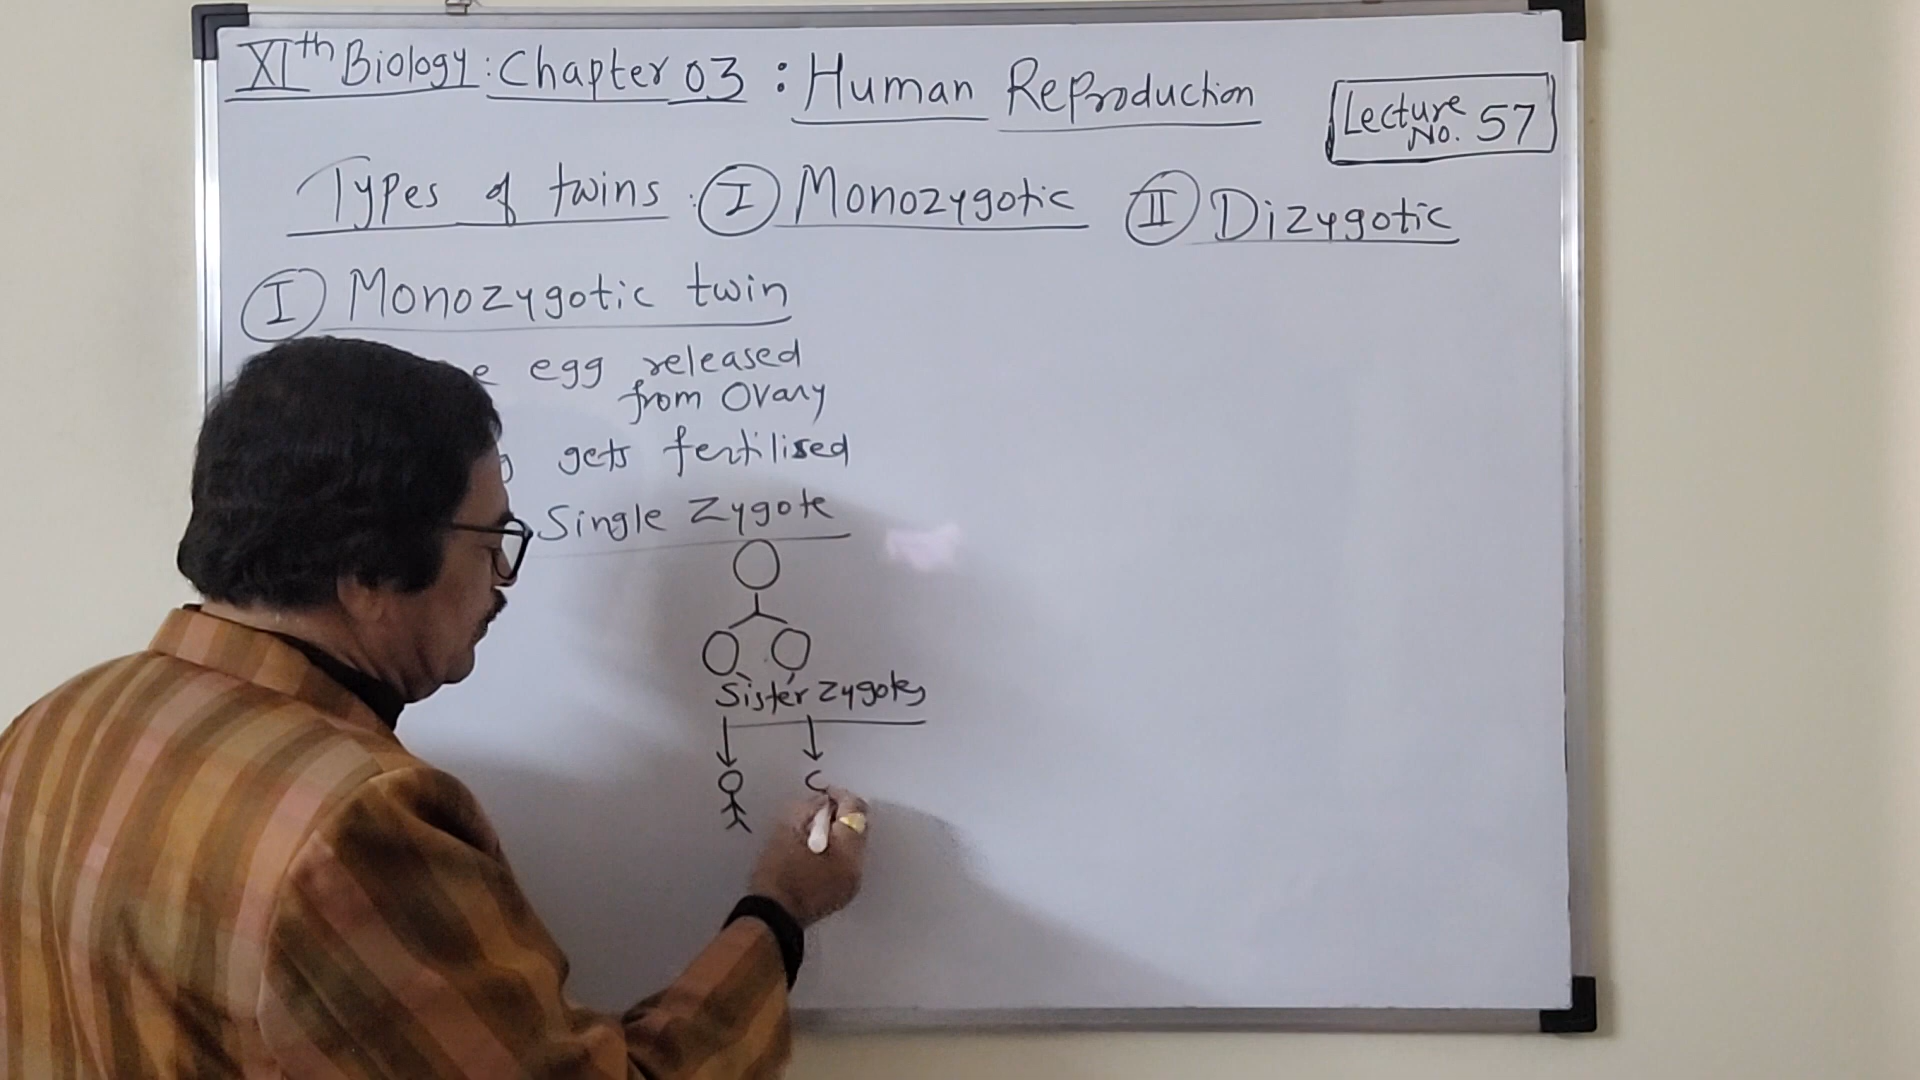 XIth Biology : Chapter 03 : Human Reproduction
Lecture No. 57
Types of twins : I Monozygotic II Dizygotic
I Monozygotic twin
egg released
from Ovary
gets fertilised
Single Zygote
Sister Zygotes